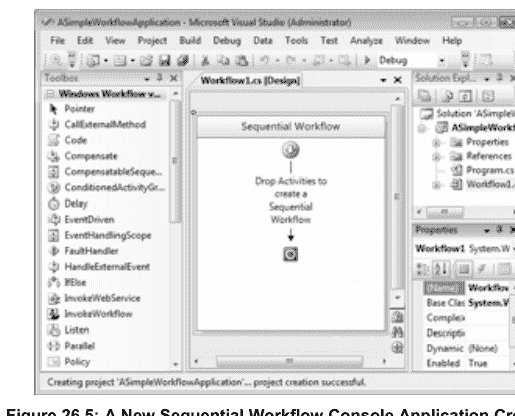 ASimpleWorkflowApplication - Microsoft Visual Studio (Administrator)
File Edit View Project Build Debug Data Tools Test Analyze Window Help
Debug
Toolbox
Windows Workflow v...
Pointer
CallExternalMethod
Code
Compensate
CompensatableSeque...
ConditionedActivityGr...
Delay
EventDriven
EventHandlingScope
FaultHandler
HandleExternalEvent
IfElse
InvokeWebService
InvokeWorkflow
Listen
Parallel
Policy
Workflow1.cs [Design]
Sequential Workflow
Drop Activities to
create a
Sequential
Workflow
Solution Expl...
Solution 'ASimpleV
ASimpleWorkf
Properties
References
Program.cs
Workflow1.
Properties
Workflow1 System.W
(Name) Workflow
Base Clas System.W
Complex
Descripti
Dynamic (None)
Enabled True
Creating project 'ASimpleWorkflowApplication'... project creation successful.
Figure 26.5: A New Sequential Workflow Console Application Cre